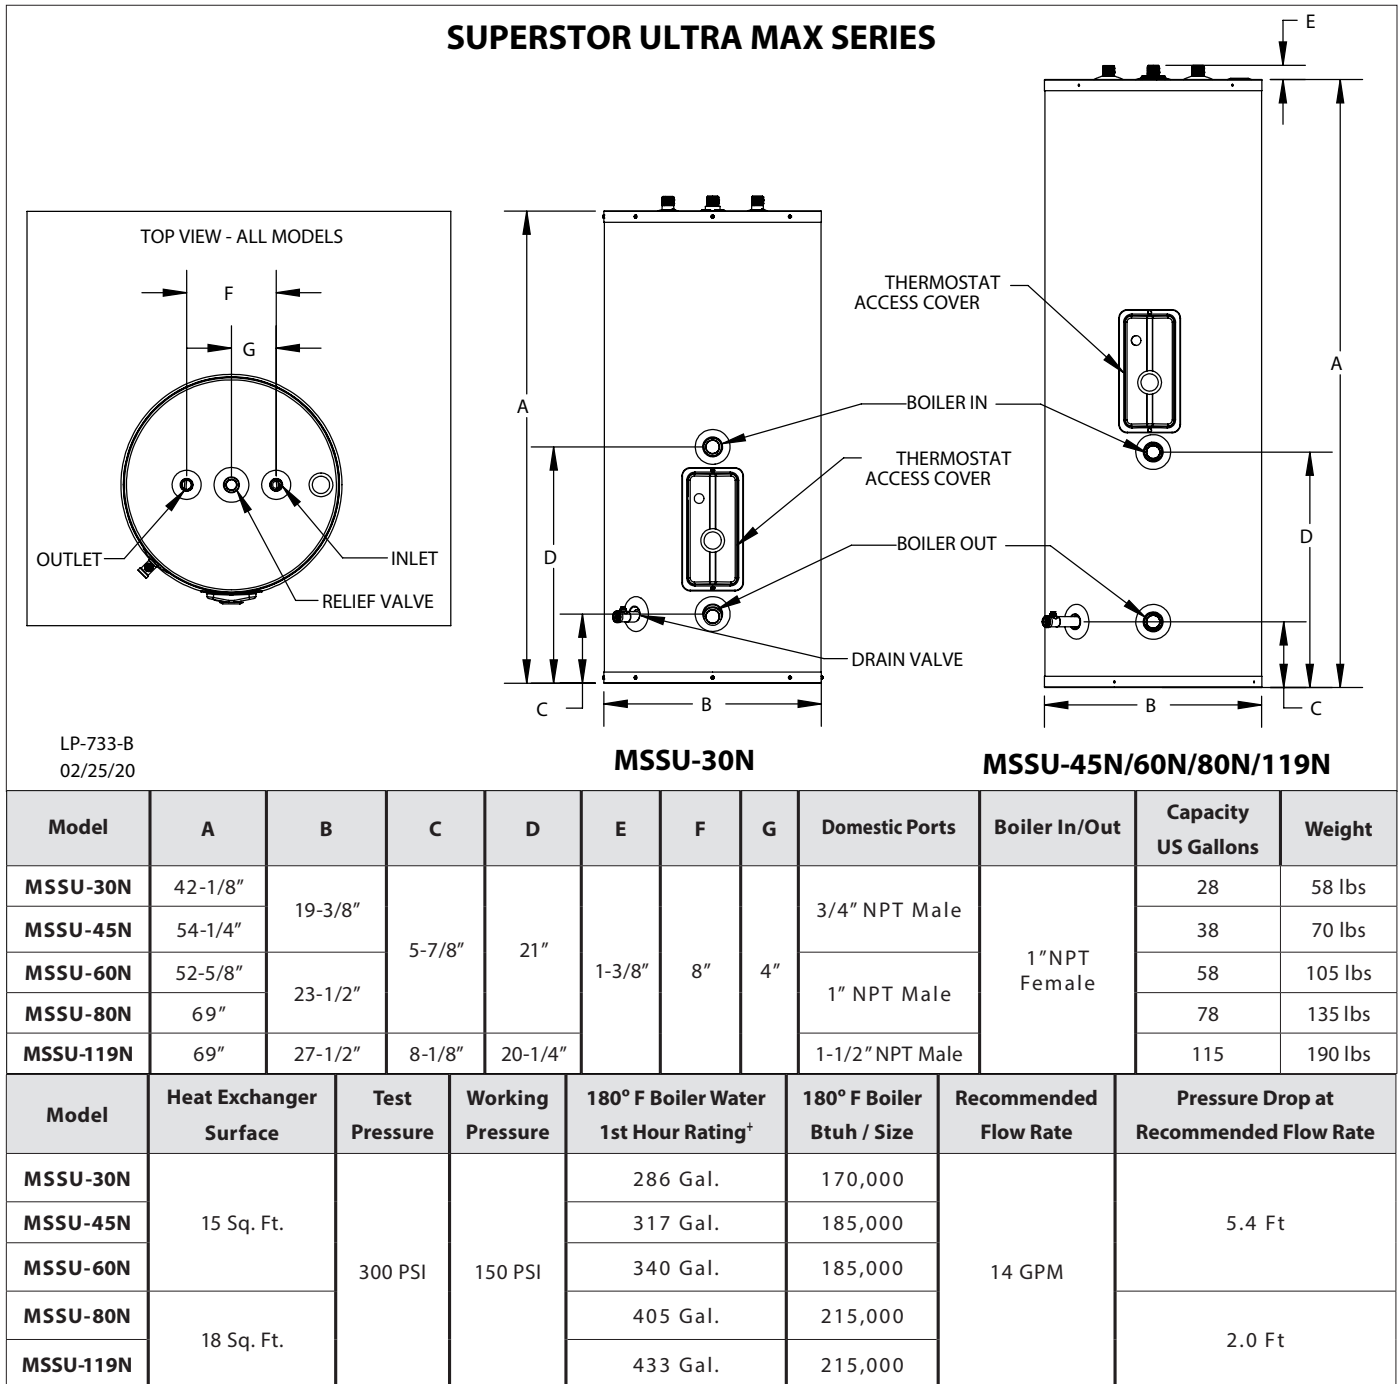 SUPERSTOR ULTRA MAX SERIES
E
TOP VIEW - ALL MODELS
F
G
OUTLET
INLET
RELIEF VALVE
A
D
C
B
THERMOSTAT
ACCESS COVER
BOILER IN
THERMOSTAT
ACCESS COVER
BOILER OUT
DRAIN VALVE
A
D
B
C
LP-733-B
02/25/20
MSSU-30N
MSSU-45N/60N/80N/119N
Model A B C D E F G Domestic Ports Boiler In/Out Capacity US Gallons Weight
MSSU-30N 42-1/8" 19-3/8" 5-7/8" 21" 1-3/8" 8" 4" 3/4" NPT Male 1"NPT Female 28 58 lbs
MSSU-45N 54-1/4" 38 70 lbs
MSSU-60N 52-5/8" 23-1/2" 1" NPT Male 58 105 lbs
MSSU-80N 69" 78 135 lbs
MSSU-119N 69" 27-1/2" 8-1/8" 20-1/4" 1-1/2" NPT Male 115 190 lbs
Model Heat Exchanger Surface Test Pressure Working Pressure 180° F Boiler Water 1st Hour Rating⁺ 180° F Boiler Btuh / Size Recommended Flow Rate Pressure Drop at Recommended Flow Rate
MSSU-30N 15 Sq. Ft. 300 PSI 150 PSI 286 Gal. 170,000 14 GPM 5.4 Ft
MSSU-45N 317 Gal. 185,000
MSSU-60N 340 Gal. 185,000
MSSU-80N 18 Sq. Ft. 405 Gal. 215,000 2.0 Ft
MSSU-119N 433 Gal. 215,000